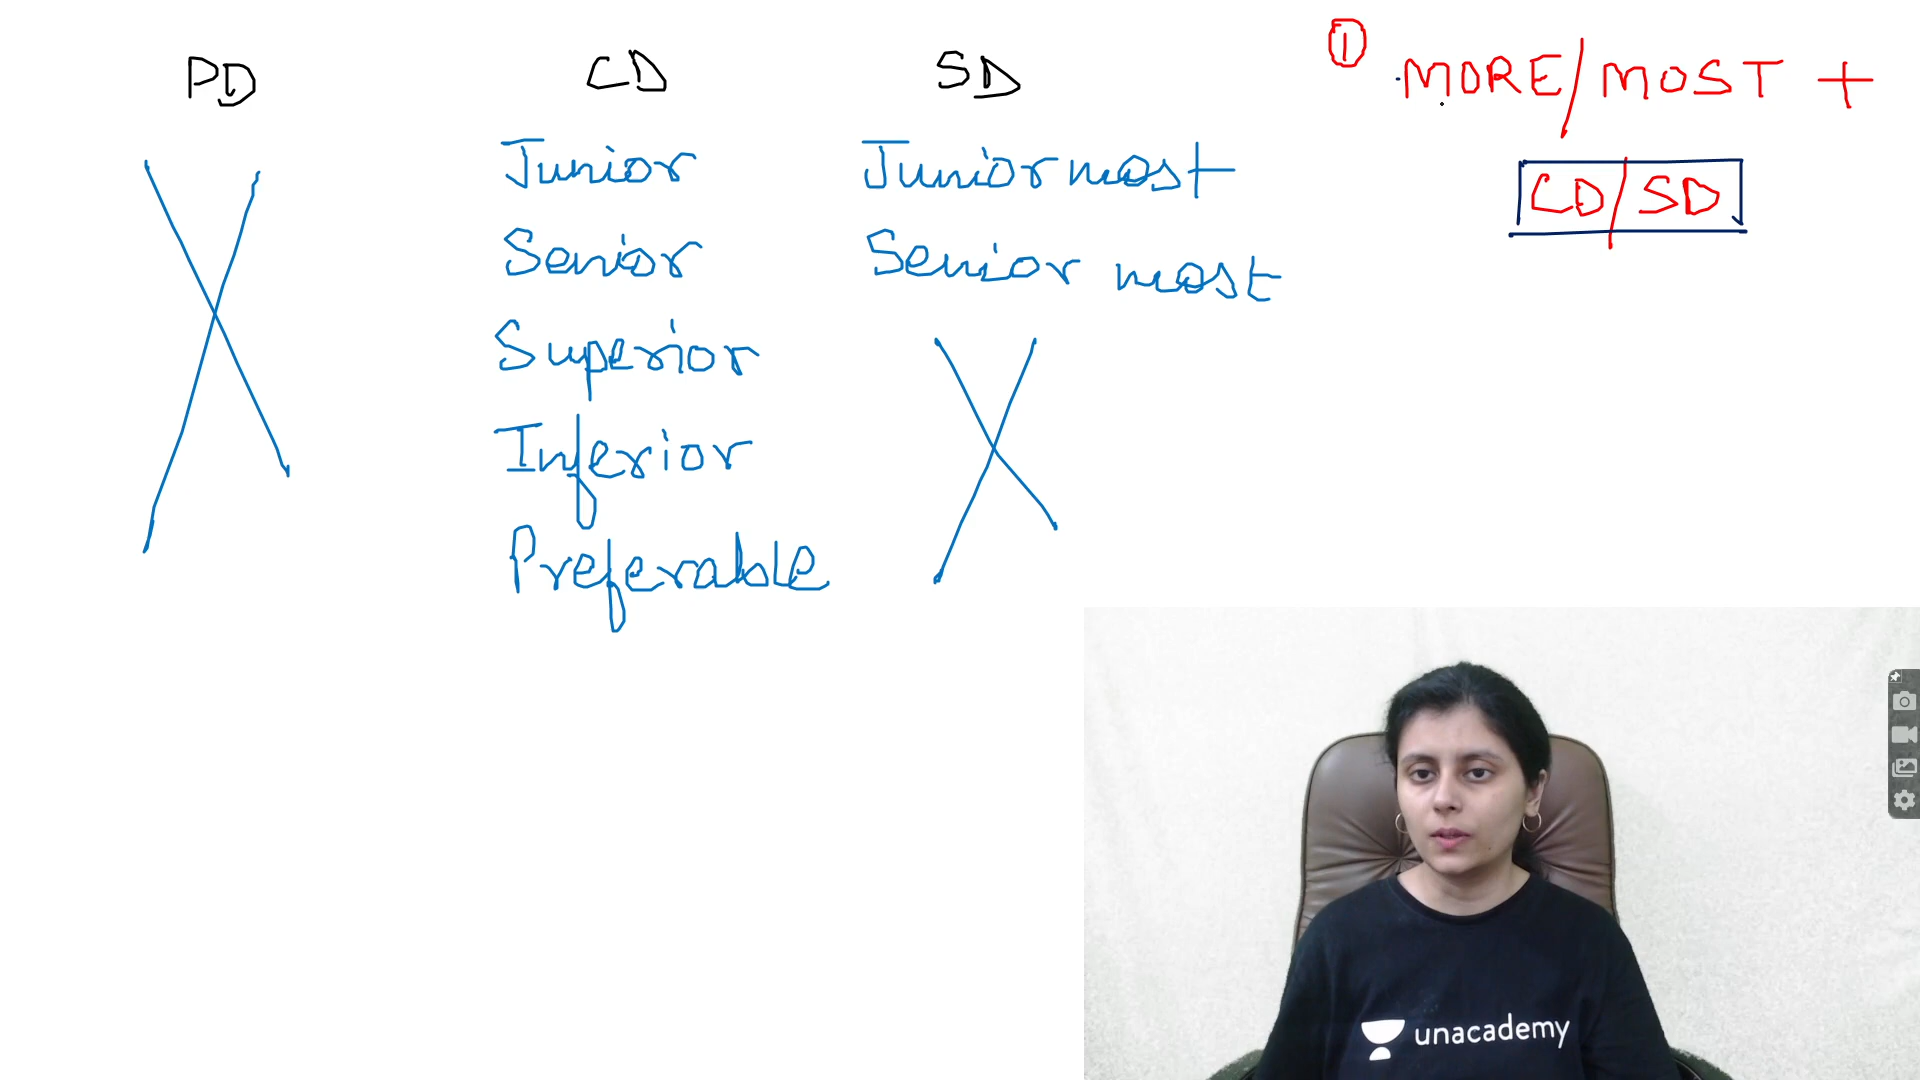 PD CD SD
Junior Juniormost
Senior Senior most
Superior
Inferior
Preferable
① MORE/MOST +
CD/SD
unacademy